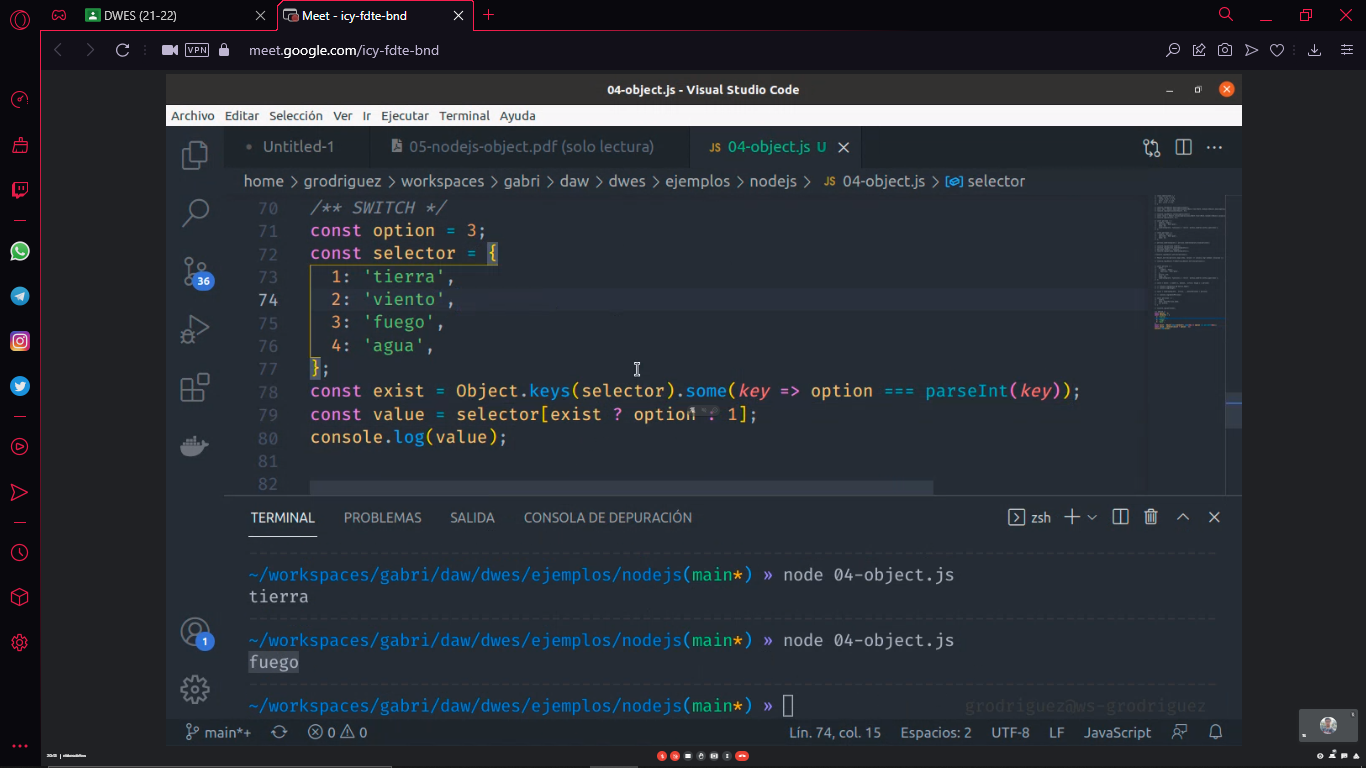 DWES (21-22)
Meet - icy-fdte-bnd
VPN
meet.google.com/icy-fdte-bnd
04-object.js - Visual Studio Code
Archivo Editar Selección Ver Ir Ejecutar Terminal Ayuda
Untitled-1
05-nodejs-object.pdf (solo lectura)
JS 04-object.js U
home > grodriguez > workspaces > gabri > daw > dwes > ejemplos > nodejs > JS 04-object.js > selector
70 /** SWITCH */
71 const option = 3;
72 const selector = {
73 1: 'tierra',
74 2: 'viento',
75 3: 'fuego',
76 4: 'agua',
77 };
78 const exist = Object.keys(selector).some(key => option === parseInt(key));
79 const value = selector[exist ? option : 1];
80 console.log(value);
81
82
36
TERMINAL PROBLEMAS SALIDA CONSOLA DE DEPURACIÓN
zsh
~/workspaces/gabri/daw/dwes/ejemplos/nodejs(main*) » node 04-object.js
tierra
~/workspaces/gabri/daw/dwes/ejemplos/nodejs(main*) » node 04-object.js
fuego
1
~/workspaces/gabri/daw/dwes/ejemplos/nodejs(main*) »
grodriguez@ws-grodriguez
main*+ 0 0 Lín. 74, col. 15 Espacios: 2 UTF-8 LF JavaScript